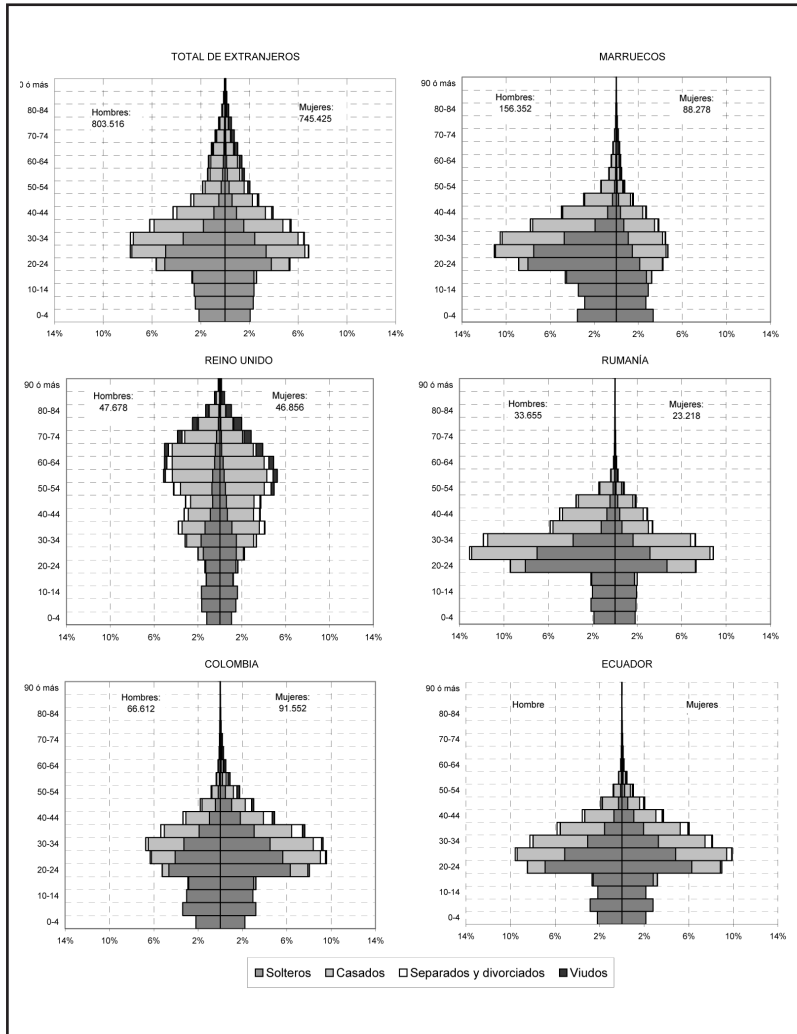 TOTAL DE EXTRANJEROS
) ó más
80-84
70-74
60-64
50-54
40-44
30-34
20-24
10-14
0-4
Hombres:
803.516
Mujeres:
745.425
14% 10% 6% 2% 2% 6% 10% 14%
MARRUECOS
90 ó más
80-84
70-74
60-64
50-54
40-44
30-34
20-24
10-14
0-4
Hombres:
156.352
Mujeres:
88.278
14% 10% 6% 2% 2% 6% 10% 14%
REINO UNIDO
90 ó más
80-84
70-74
60-64
50-54
40-44
30-34
20-24
10-14
0-4
Hombres:
47.678
Mujeres:
46.856
14% 10% 6% 2% 2% 6% 10% 14%
RUMANÍA
90 ó más
80-84
70-74
60-64
50-54
40-44
30-34
20-24
10-14
0-4
Hombres:
33.655
Mujeres:
23.218
14% 10% 6% 2% 2% 6% 10% 14%
COLOMBIA
90 ó más
80-84
70-74
60-64
50-54
40-44
30-34
20-24
10-14
0-4
Hombres:
66.612
Mujeres:
91.552
14% 10% 6% 2% 2% 6% 10% 14%
ECUADOR
90 ó más
80-84
70-74
60-64
50-54
40-44
30-34
20-24
10-14
0-4
Hombre
Mujeres
14% 10% 6% 2% 2% 6% 10% 14%
Solteros Casados Separados y divorciados Viudos